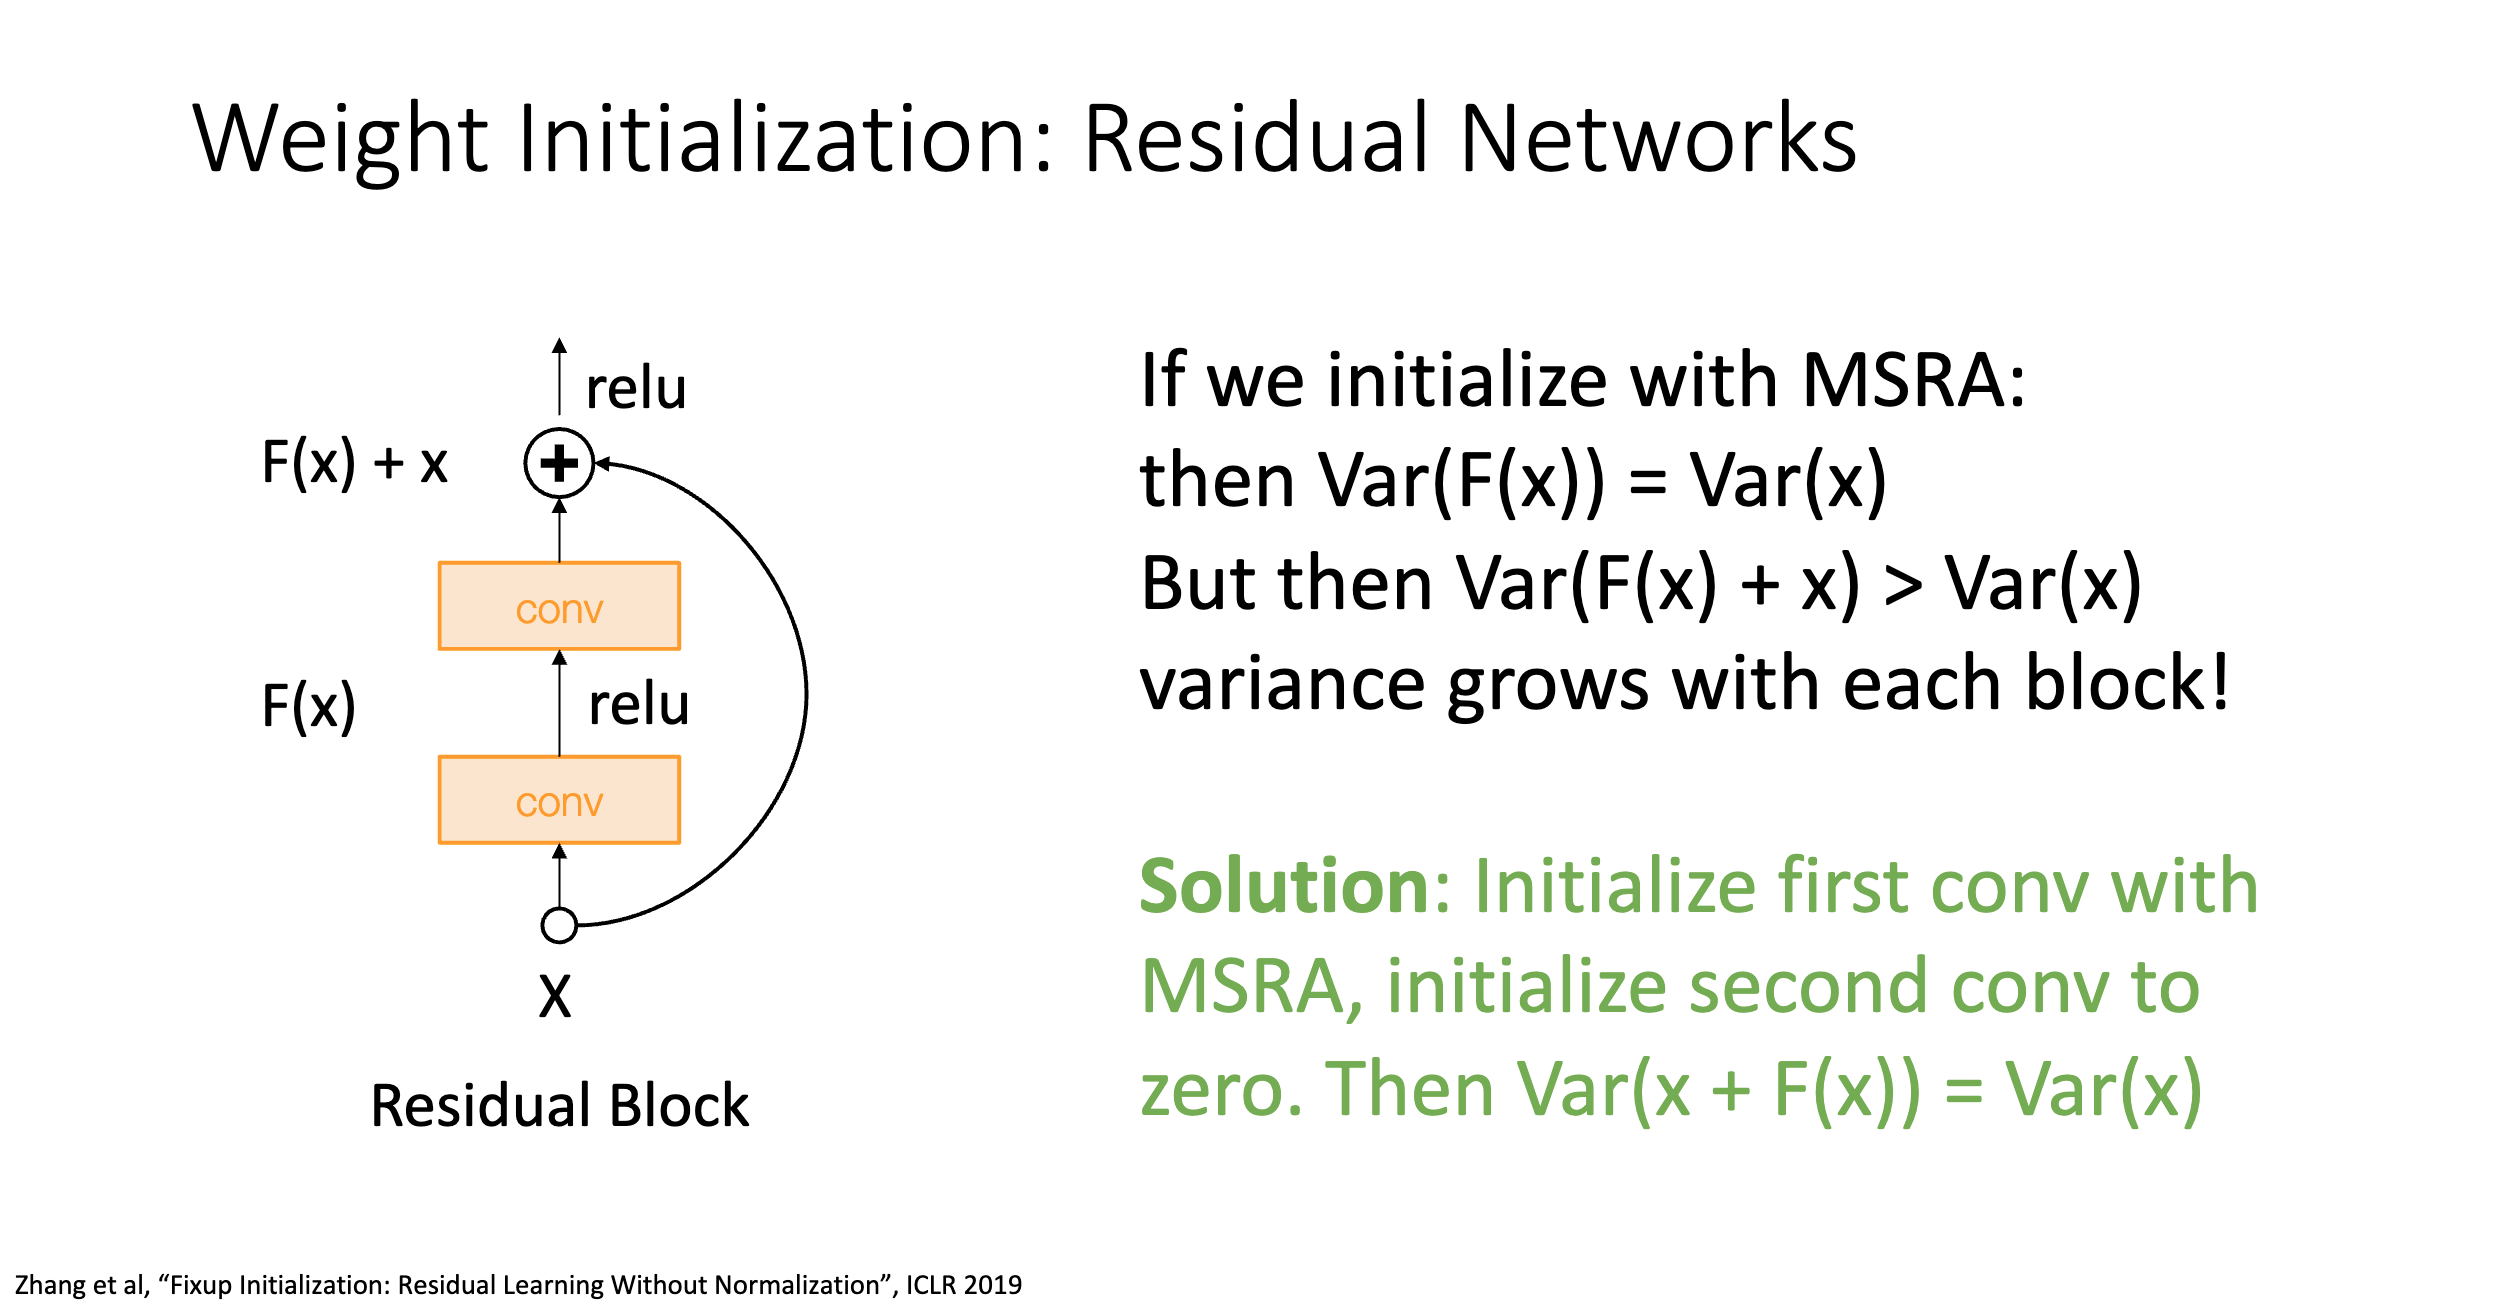 Weight Initialization: Residual Networks
relu
F(x) + x
conv
F(x)
relu
conv
X
Residual Block
If we initialize with MSRA:
then Var(F(x)) = Var(x)
But then Var(F(x) + x) > Var(x)
variance grows with each block!
Solution: Initialize first conv with
MSRA, initialize second conv to
zero. Then Var(x + F(x)) = Var(x)
Zhang et al, “Fixup Initialization: Residual Learning Without Normalization”, ICLR 2019